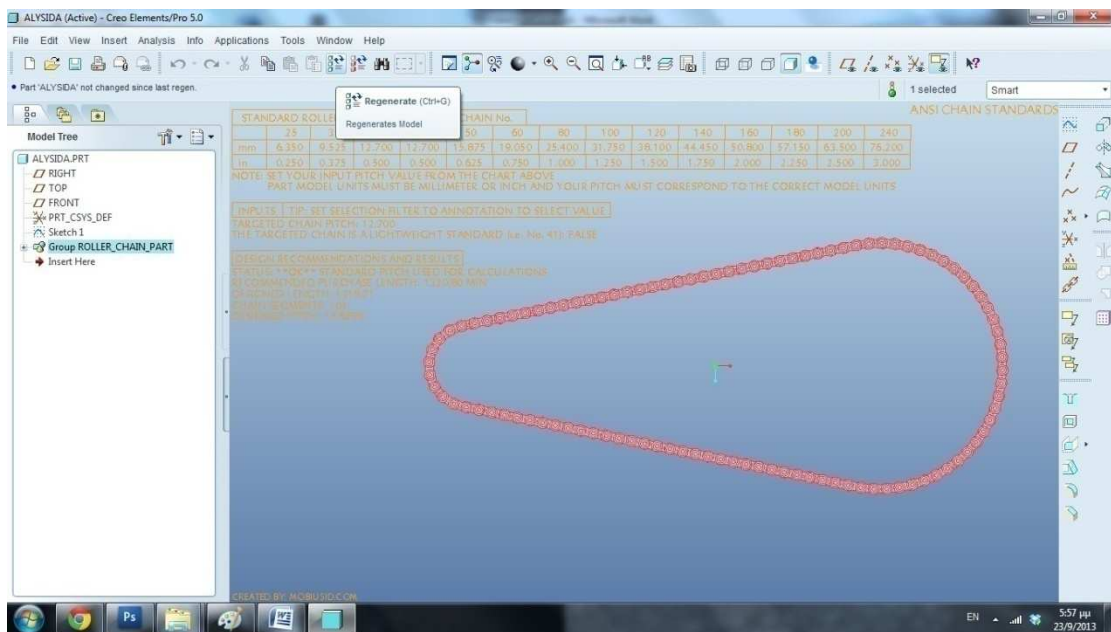 ALYSIDA (Active) - Creo Elements/Pro 5.0
File Edit View Insert Analysis Info Applications Tools Window Help
Part 'ALYSIDA' not changed since last regen.
1 selected
Smart
Regenerate (Ctrl+G)
Regenerates Model
Model Tree
ALYSIDA.PRT
RIGHT
TOP
FRONT
PRT_CSYS_DEF
Sketch 1
Group ROLLER_CHAIN_PART
Insert Here
ANSI CHAIN STANDARDS
STANDARD ROLLE CHAIN No.
25 3 50 60 80 100 120 140 160 180 200 240
mm 6.350 9.525 12.700 12.700 15.875 19.050 25.400 31.750 38.100 44.450 50.800 57.150 63.500 76.200
in 0.250 0.375 0.500 0.500 0.625 0.750 1.000 1.250 1.500 1.750 2.000 2.250 2.500 3.000
NOTE: SET YOUR INPUT PITCH VALUE FROM THE CHART ABOVE
PART MODEL UNITS MUST BE MILLIMETER OR INCH AND YOUR PITCH MUST CORRESPOND TO THE CORRECT MODEL UNITS
INPUTS TIP: SET SELECTION FILTER TO ANNOTATION TO SELECT VALUE
TARGETED CHAIN PITCH: 12.700
THE TARGETED CHAIN IS A LIGHTWEIGHT STANDARD (i.e. No. 41): FALSE
DESIGN RECOMMENDATIONS AND RESULTS
STATUS: **OK** STANDARD PITCH USED FOR CALCULATIONS
RECOMMENDED PURCHASE LENGTH: MIN
CREATED BY: MOBIUSID.COM
Ps
EN
5:57 μμ
23/9/2013